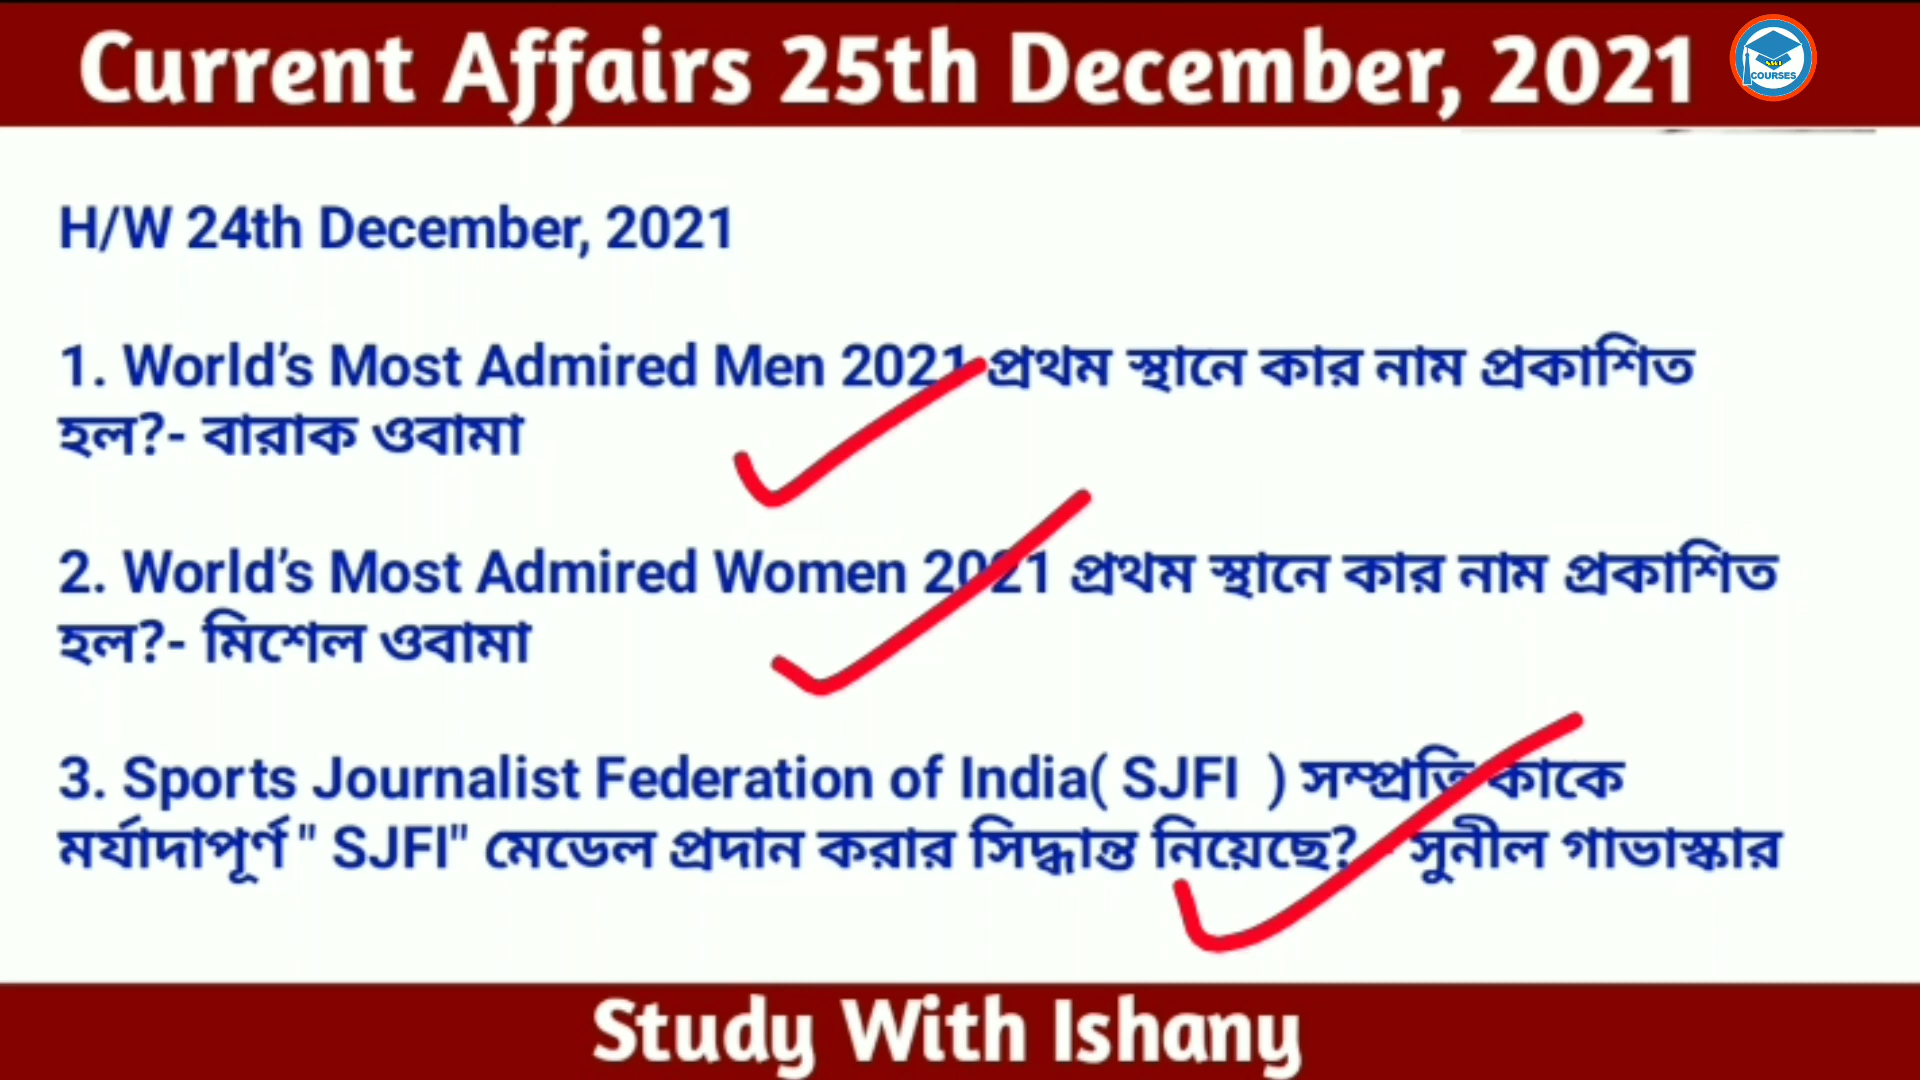 Current Affairs 25th December, 2021
COURSES
H/W 24th December, 2021
1. World’s Most Admired Men 2021 প্রথম স্থানে কার নাম প্রকাশিত
হল?- বারাক ওবামা
2. World’s Most Admired Women 2021 প্রথম স্থানে কার নাম প্রকাশিত
হল?- মিশেল ওবামা
3. Sports Journalist Federation of India( SJFI ) সম্প্রতি কাকে
মর্যাদাপূর্ণ " SJFI" মেডেল প্রদান করার সিদ্ধান্ত নিয়েছে? - সুনীল গাভাস্কার
Study With Ishany